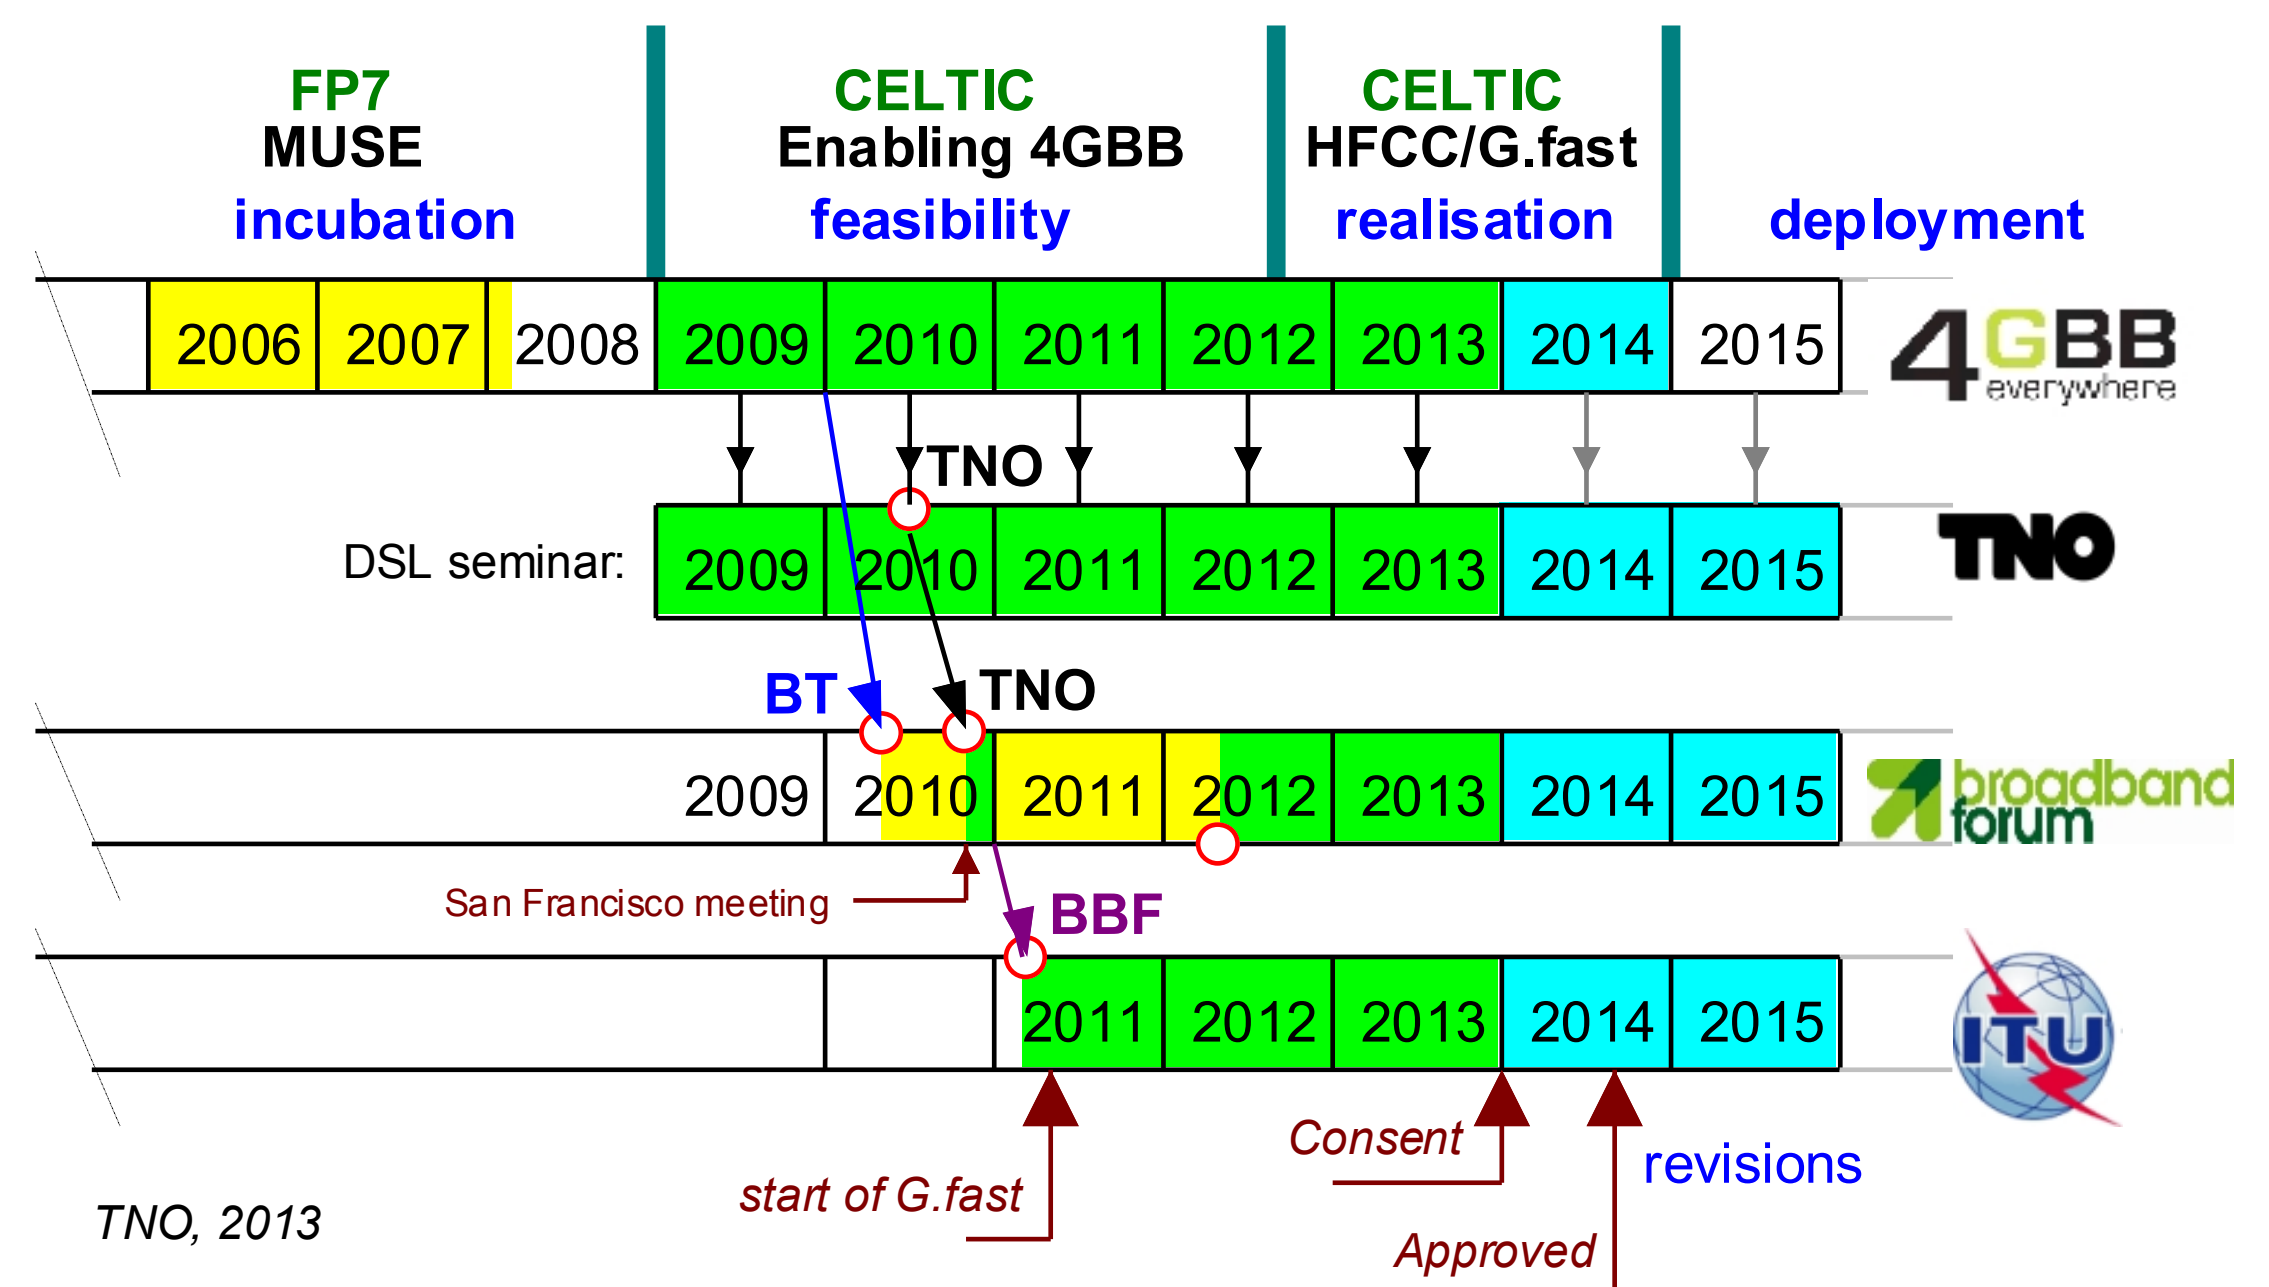 FP7
MUSE
incubation
CELTIC
Enabling 4GBB
feasibility
CELTIC
HFCC/G.fast
realisation
deployment
2006 2007 2008 2009 2010 2011 2012 2013 2014 2015
4GBB
everywhere
TNO
DSL seminar: 2009 2010 2011 2012 2013 2014 2015
TNO
BT
TNO
2009 2010 2011 2012 2013 2014 2015
broadband
forum
San Francisco meeting
BBF
2011 2012 2013 2014 2015
ITU
start of G.fast
Consent
Approved
revisions
TNO, 2013